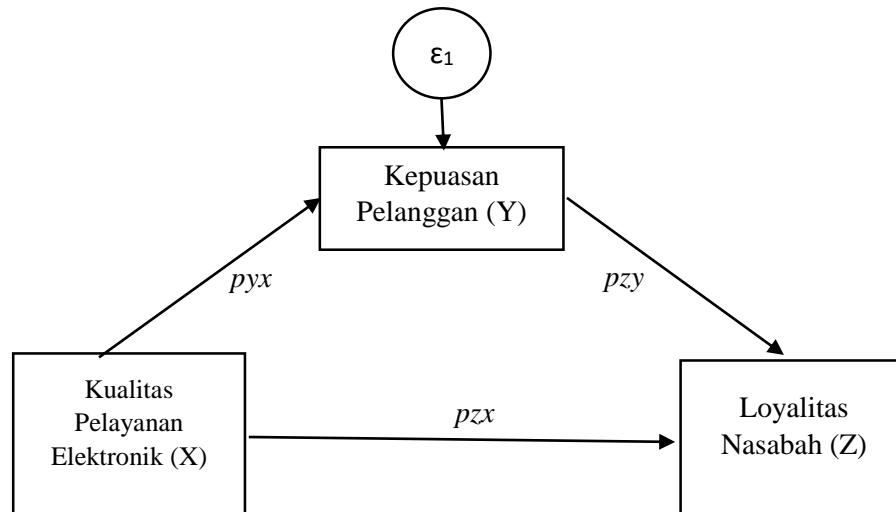 ε₁
Kepuasan
Pelanggan (Y)
pyx
pzy
Kualitas
Pelayanan
Elektronik (X)
pzx
Loyalitas
Nasabah (Z)